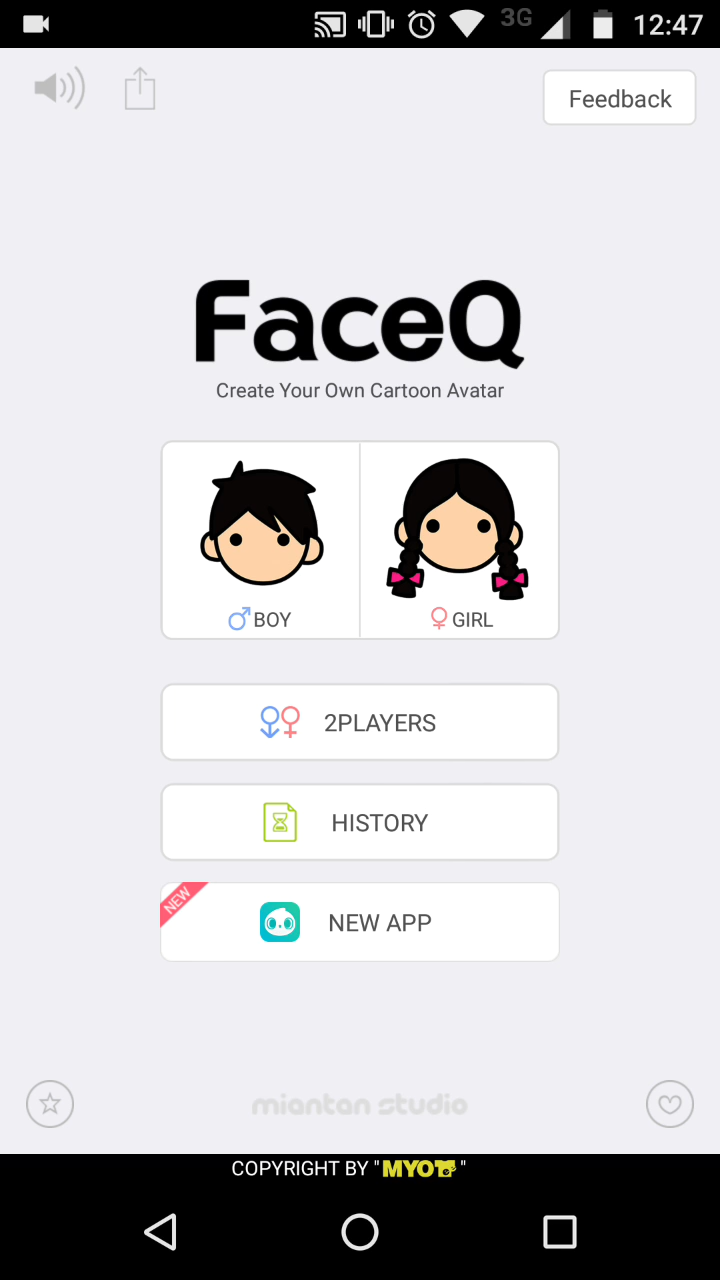 3G 12:47
Feedback
FaceQ
Create Your Own Cartoon Avatar
BOY GIRL
2PLAYERS
HISTORY
NEW
NEW APP
miantan studio
COPYRIGHT BY "MYOTee"